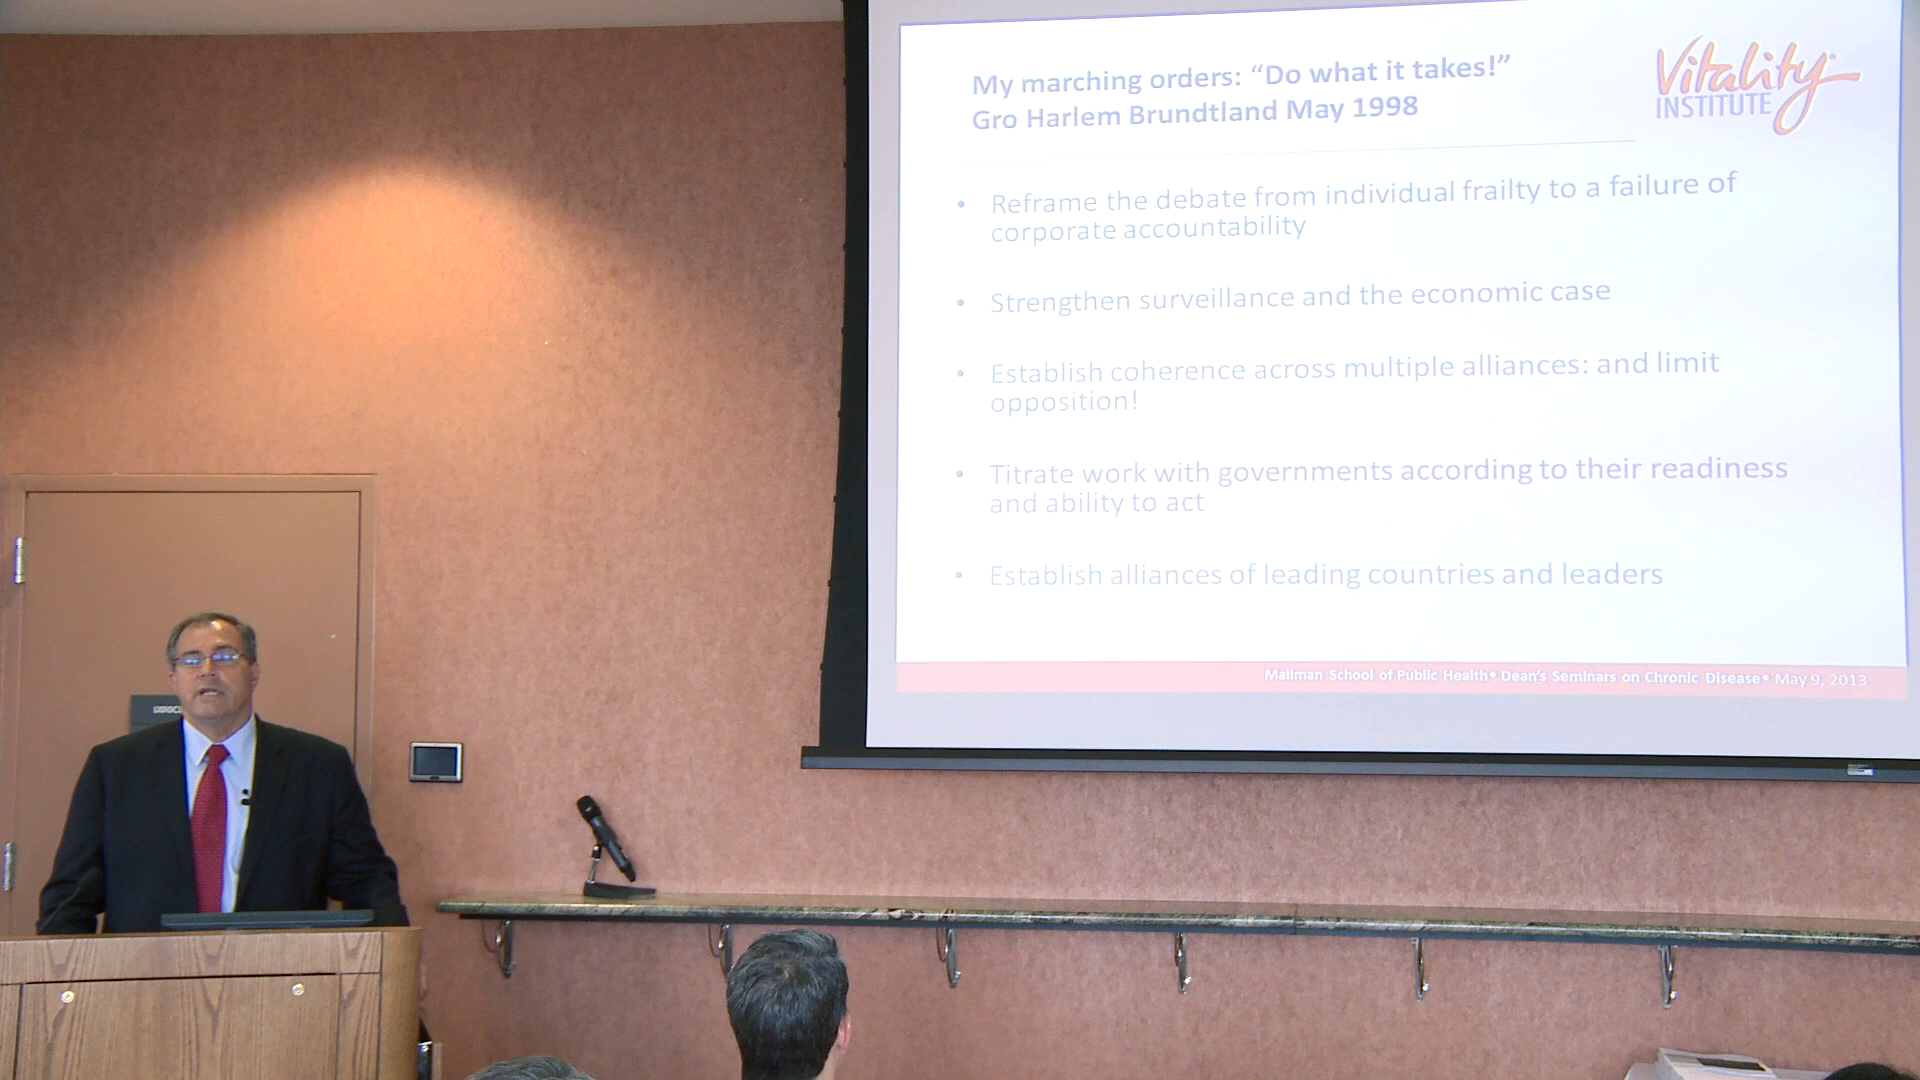 My marching orders: “Do what it takes!”
Gro Harlem Brundtland May 1998
Vitality
INSTITUTE
• Reframe the debate from individual frailty to a failure of
corporate accountability
• Strengthen surveillance and the economic case
• Establish coherence across multiple alliances: and limit
opposition!
• Titrate work with governments according to their readiness
and ability to act
• Establish alliances of leading countries and leaders
Mailman School of Public Health• Dean’s Seminars on Chronic Disease• May 9, 2013